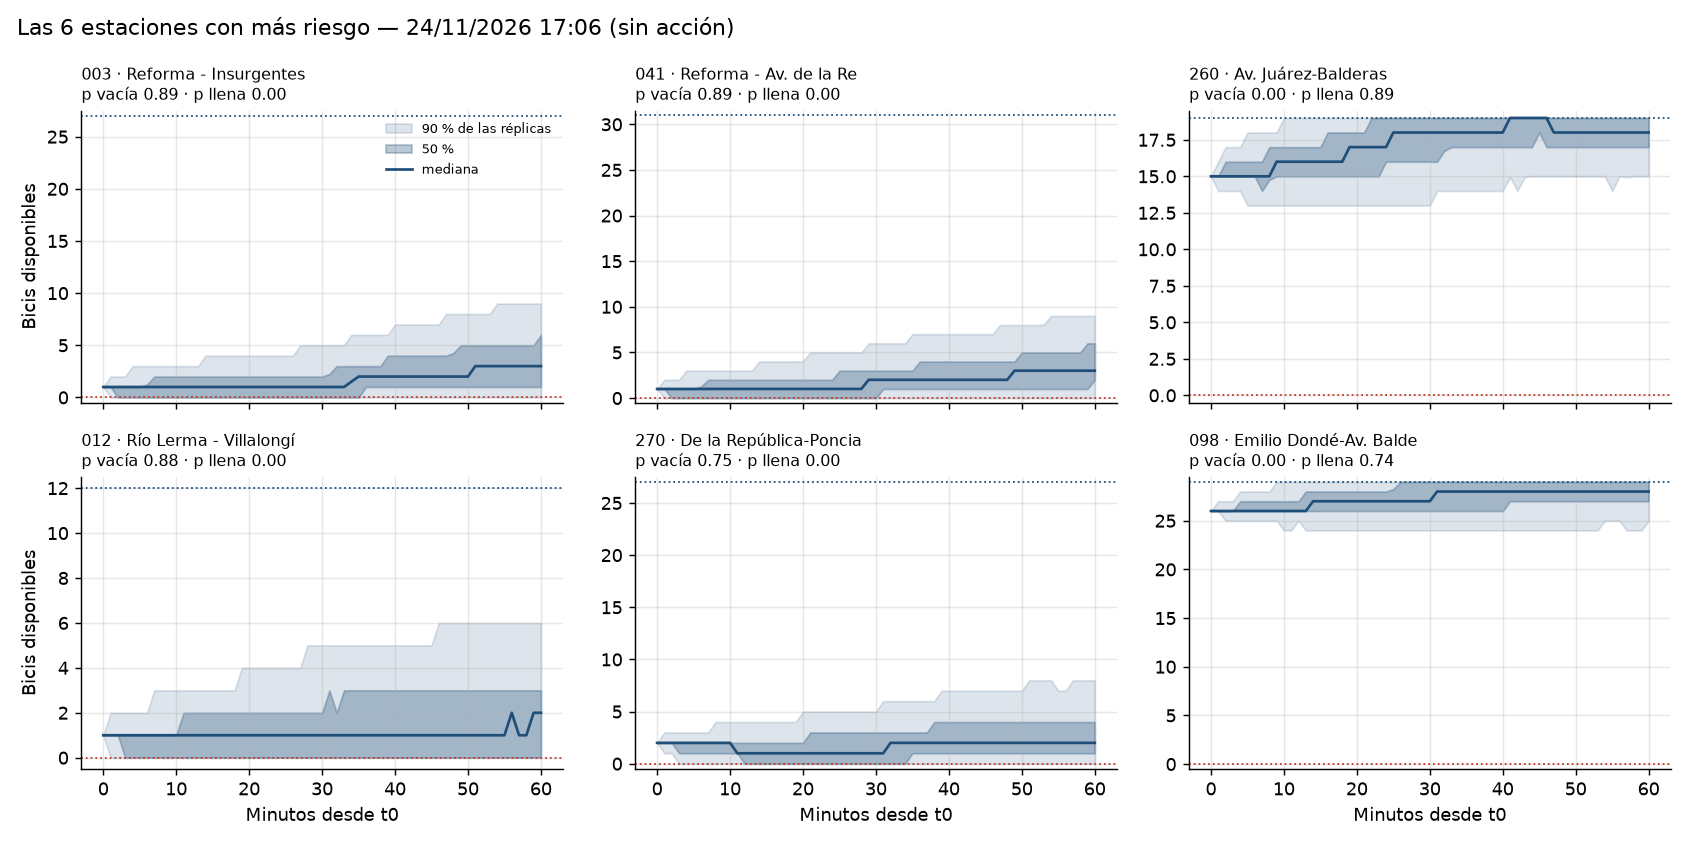 Las 6 estaciones con más riesgo — 24/11/2026 17:06 (sin acción)
003 · Reforma - Insurgentes
p vacía 0.89 · p llena 0.00
25
20
15
10
5
0
Bicis disponibles
90 % de las réplicas
50 %
mediana
041 · Reforma - Av. de la Re
p vacía 0.89 · p llena 0.00
30
25
20
15
10
5
0
260 · Av. Juárez-Balderas
p vacía 0.00 · p llena 0.89
17.5
15.0
12.5
10.0
7.5
5.0
2.5
0.0
012 · Río Lerma - Villalongí
p vacía 0.88 · p llena 0.00
12
10
8
6
4
2
0
Bicis disponibles
0 10 20 30 40 50 60
Minutos desde t0
270 · De la República-Poncia
p vacía 0.75 · p llena 0.00
25
20
15
10
5
0
0 10 20 30 40 50 60
Minutos desde t0
098 · Emilio Dondé-Av. Balde
p vacía 0.00 · p llena 0.74
25
20
15
10
5
0
0 10 20 30 40 50 60
Minutos desde t0